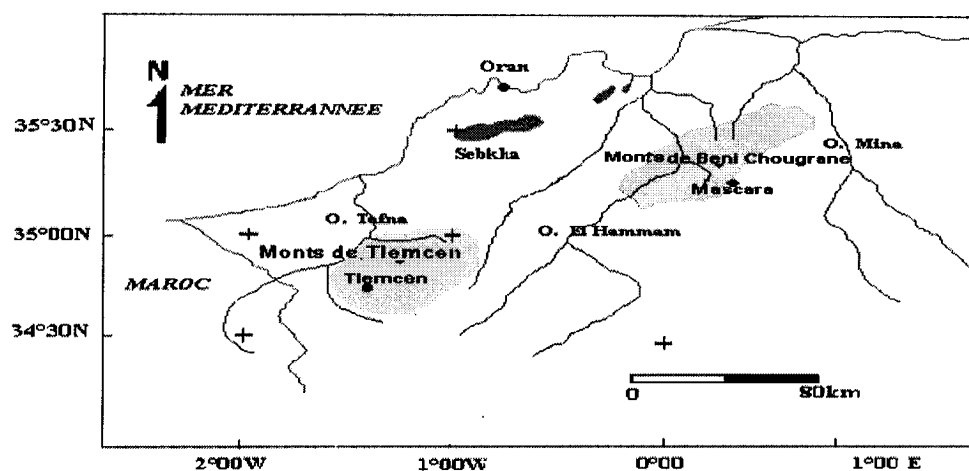 N
MER
MEDITERRANNEE
Oran
35°30N
Sebkha
Monts de Beni Chougrane
O. Mina
Mascara
O. Tafna
35°00N
O. El Hammam
Monts de Tlemcen
Tlemcen
MAROC
34°30N
0
80km
2°00W
1°00W
0°00
1°00 E